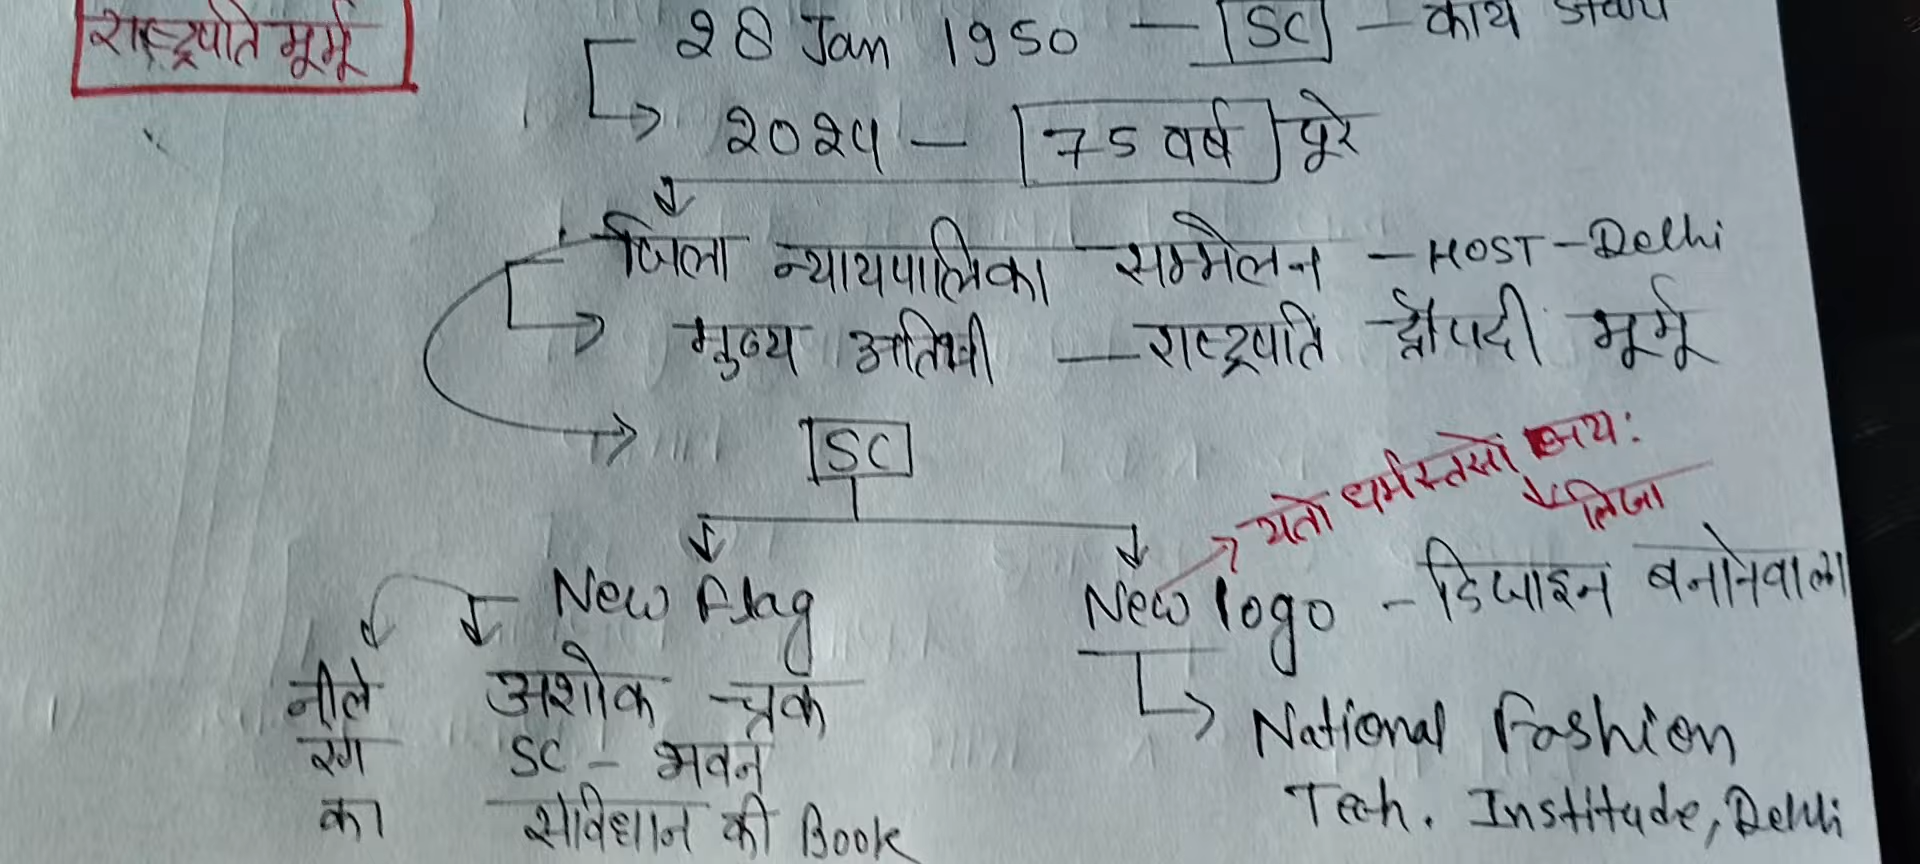 राष्ट्रपति मूर्मू
28 Jan 1950 - SC - कार्य
2024 - 75 वर्ष पूरे
जिला न्यायपालिका सम्मेलन - HOST - Delhi
मुख्य अतिथी - राष्ट्रपति द्रौपदी मूर्मू
SC
यतो धर्मस्ततो जयः
लिखा
New Flag
New logo - डिजाइन बनानेवाला
नीले रंग का
अशोक चक्र
SC - भवन
संविधान की Book
National Fashion
Tech. Institude, Delhi